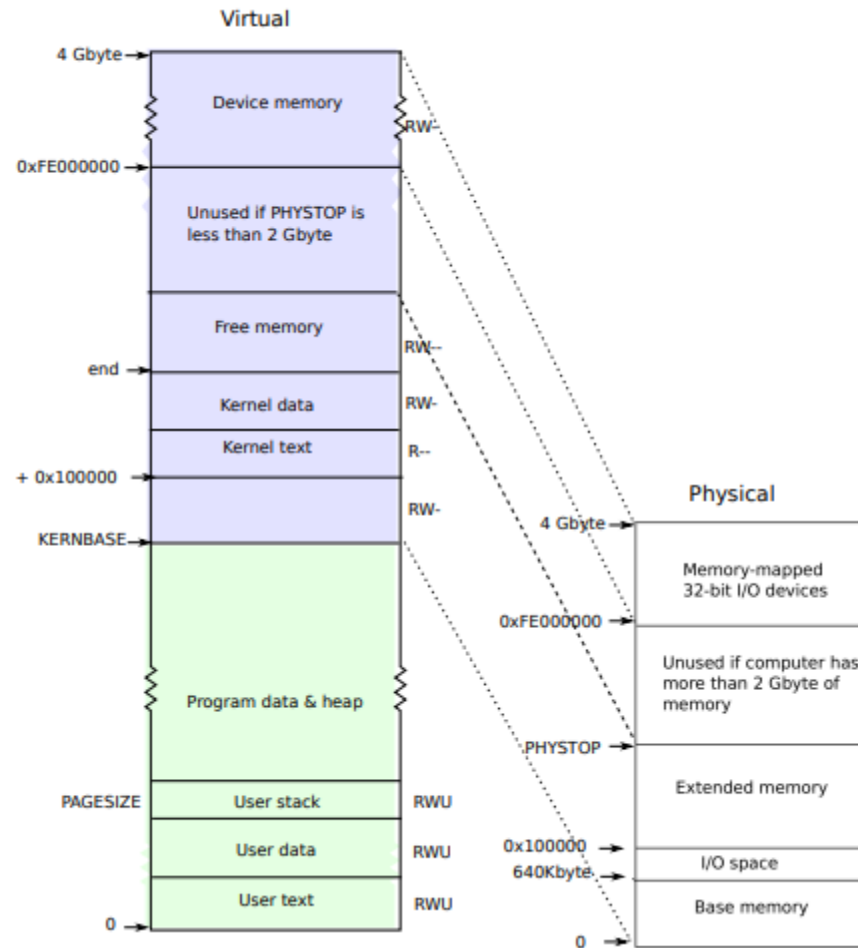 Virtual
4 Gbyte
Device memory
RW-
0xFE000000
Unused if PHYSTOP is
less than 2 Gbyte
Free memory
RW--
end
Kernel data
RW-
Kernel text
R--
+ 0x100000
RW-
KERNBASE
Program data & heap
PAGESIZE
User stack
RWU
User data
RWU
User text
RWU
0
Physical
4 Gbyte
Memory-mapped
32-bit I/O devices
0xFE000000
Unused if computer has
more than 2 Gbyte of
memory
PHYSTOP
Extended memory
0x100000
I/O space
640Kbyte
Base memory
0